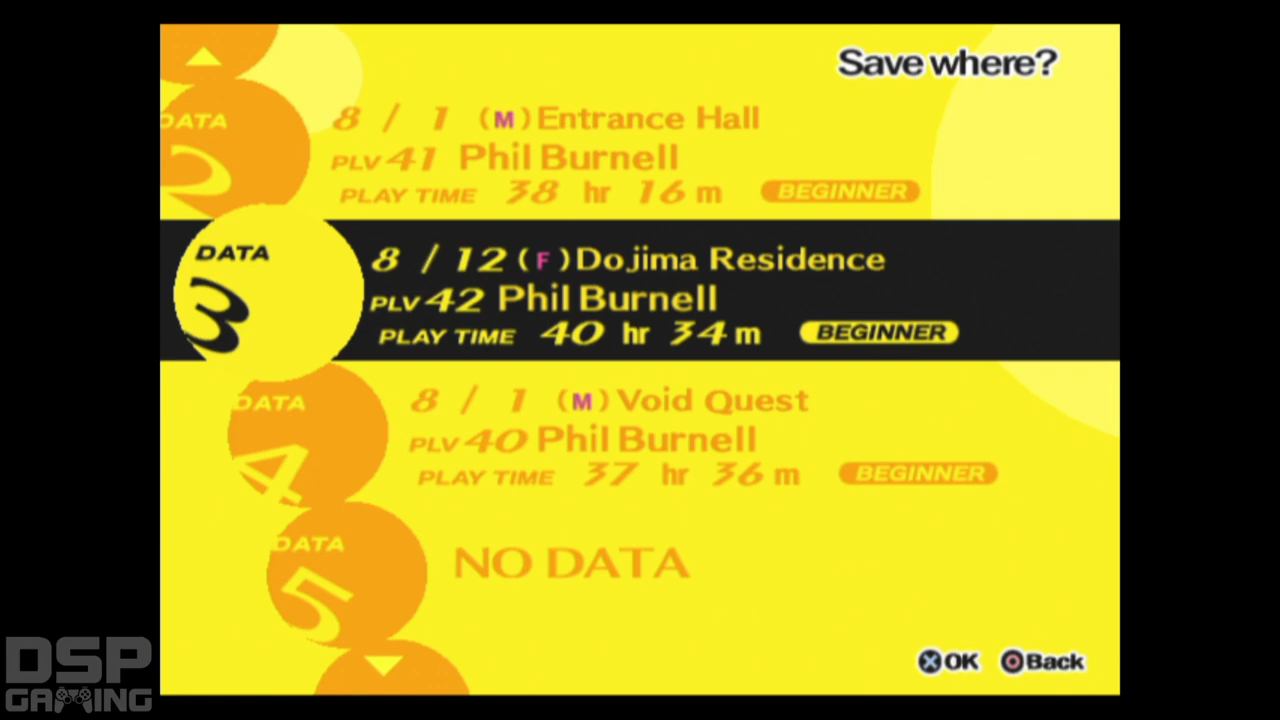 Save where?
DATA 2
8 / 1 (M) Entrance Hall
PLV 41 Phil Burnell
PLAY TIME 38 hr 16 m BEGINNER
DATA 3
8 / 12 (F) Dojima Residence
PLV 42 Phil Burnell
PLAY TIME 40 hr 34 m BEGINNER
DATA 4
8 / 1 (M) Void Quest
PLV 40 Phil Burnell
PLAY TIME 37 hr 36 m BEGINNER
DATA 5
NO DATA
OK Back
DSP
GAMING